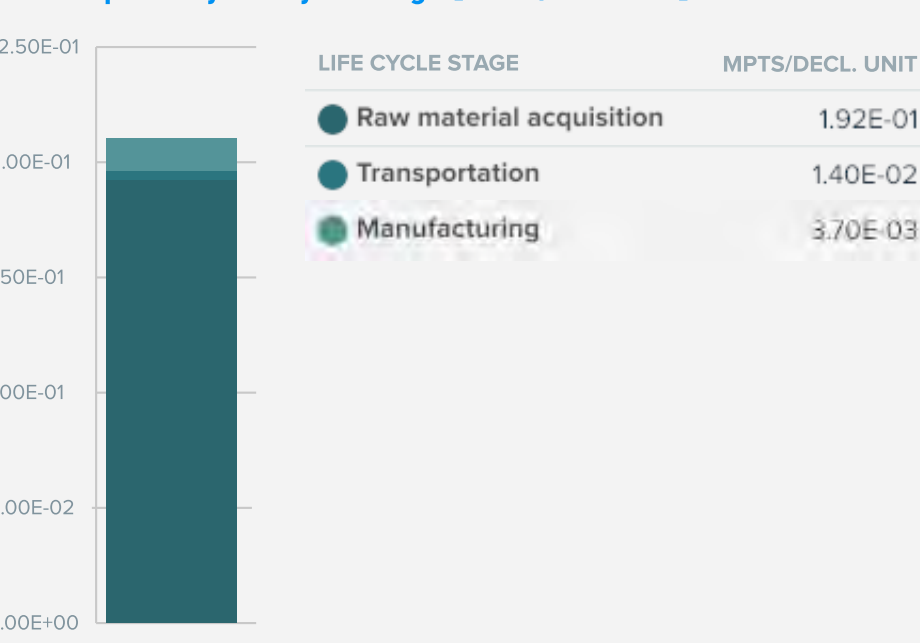 2.50E-01
.00E-01
50E-01
00E-01
.00E-02
.00E+00
LIFE CYCLE STAGE MPTS/DECL. UNIT
Raw material acquisition 1.92E-01
Transportation 1.40E-02
Manufacturing 3.70E-03